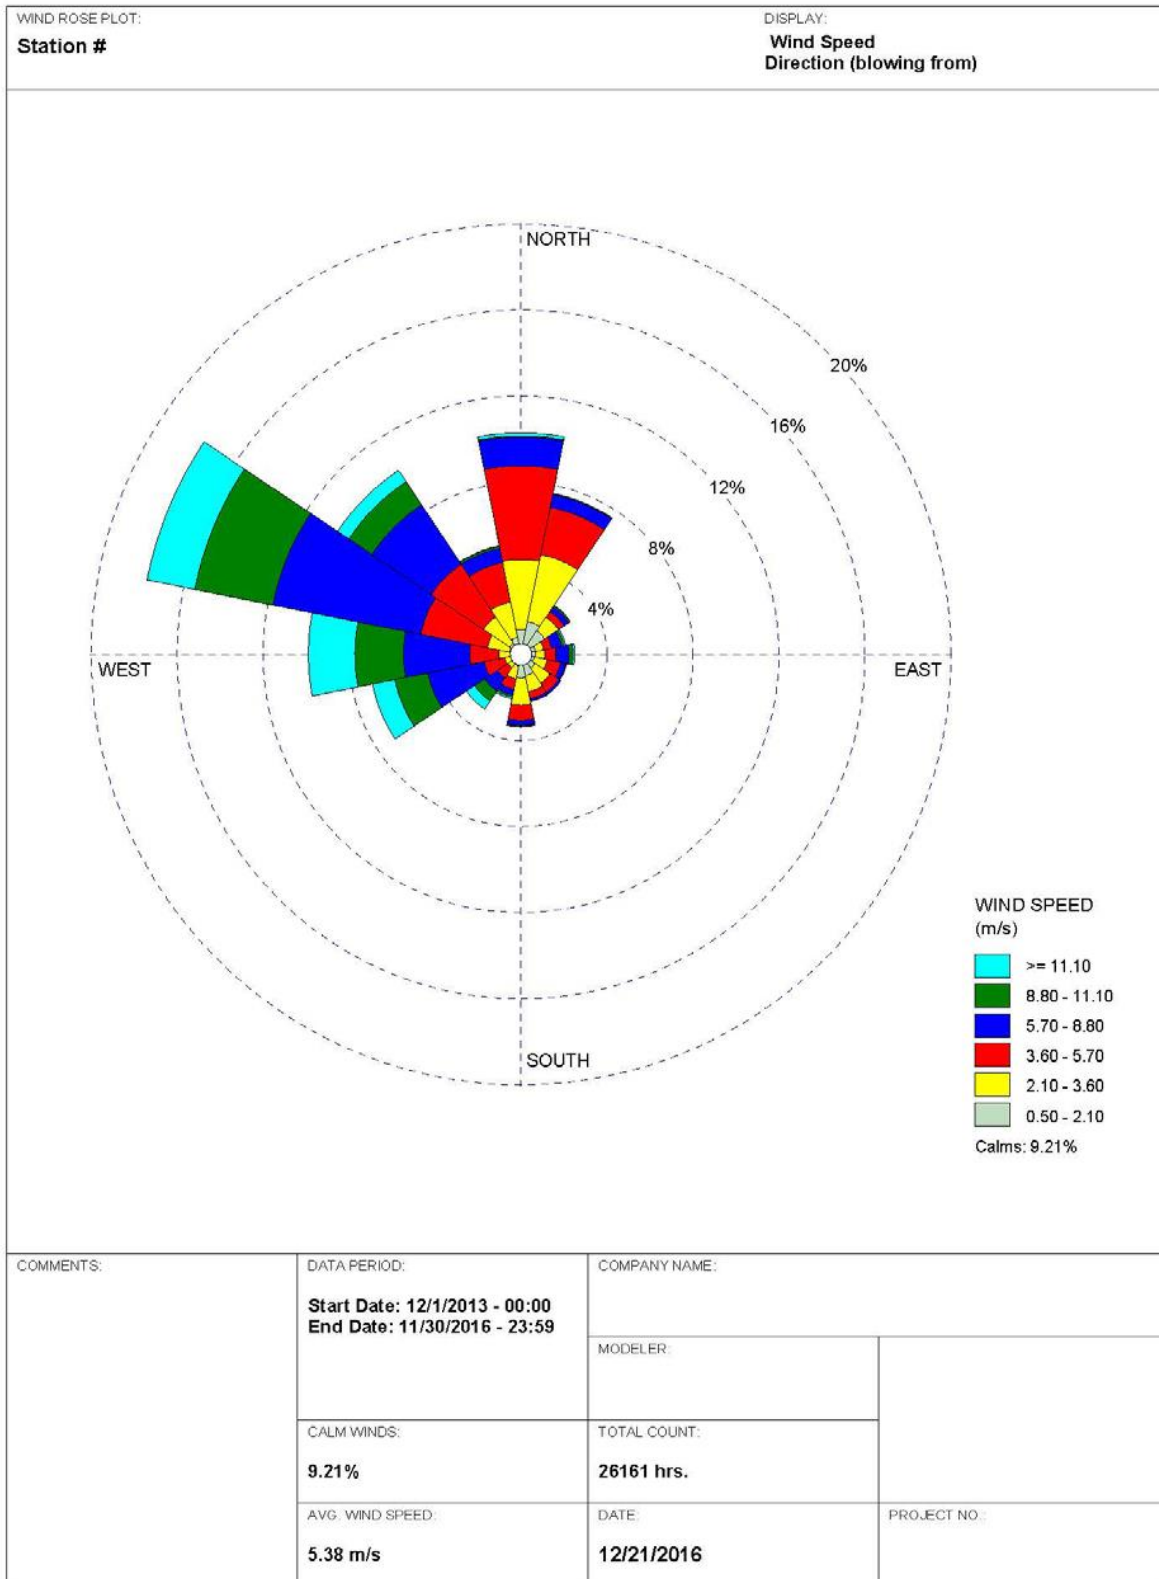 WIND ROSE PLOT:
Station #
DISPLAY:
Wind Speed
Direction (blowing from)
NORTH
20%
16%
12%
8%
4%
WEST
EAST
SOUTH
WIND SPEED
(m/s)
>= 11.10
8.80 - 11.10
5.70 - 8.80
3.60 - 5.70
2.10 - 3.60
0.50 - 2.10
Calms: 9.21%
COMMENTS:
DATA PERIOD:
Start Date: 12/1/2013 - 00:00
End Date: 11/30/2016 - 23:59
COMPANY NAME:
MODELER:
CALM WINDS:
9.21%
TOTAL COUNT:
26161 hrs.
AVG. WIND SPEED:
5.38 m/s
DATE:
12/21/2016
PROJECT NO.: